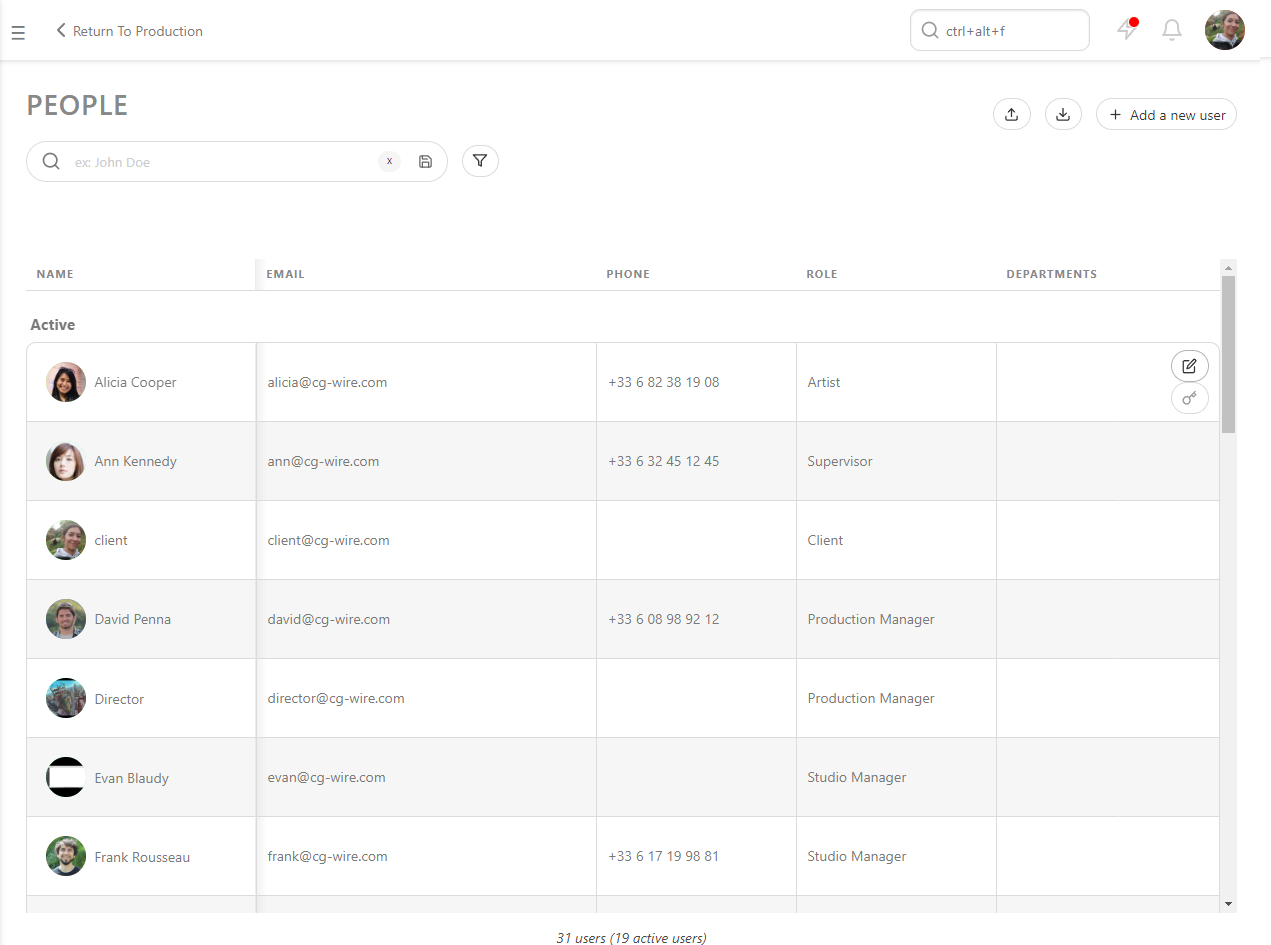 Return To Production
ctrl+alt+f
PEOPLE
Add a new user
ex: John Doe
x
NAME EMAIL PHONE ROLE DEPARTMENTS
Active
Alicia Cooper alicia@cg-wire.com +33 6 82 38 19 08 Artist
Ann Kennedy ann@cg-wire.com +33 6 32 45 12 45 Supervisor
client client@cg-wire.com Client
David Penna david@cg-wire.com +33 6 08 98 92 12 Production Manager
Director director@cg-wire.com Production Manager
Evan Blaudy evan@cg-wire.com Studio Manager
Frank Rousseau frank@cg-wire.com +33 6 17 19 98 81 Studio Manager
31 users (19 active users)